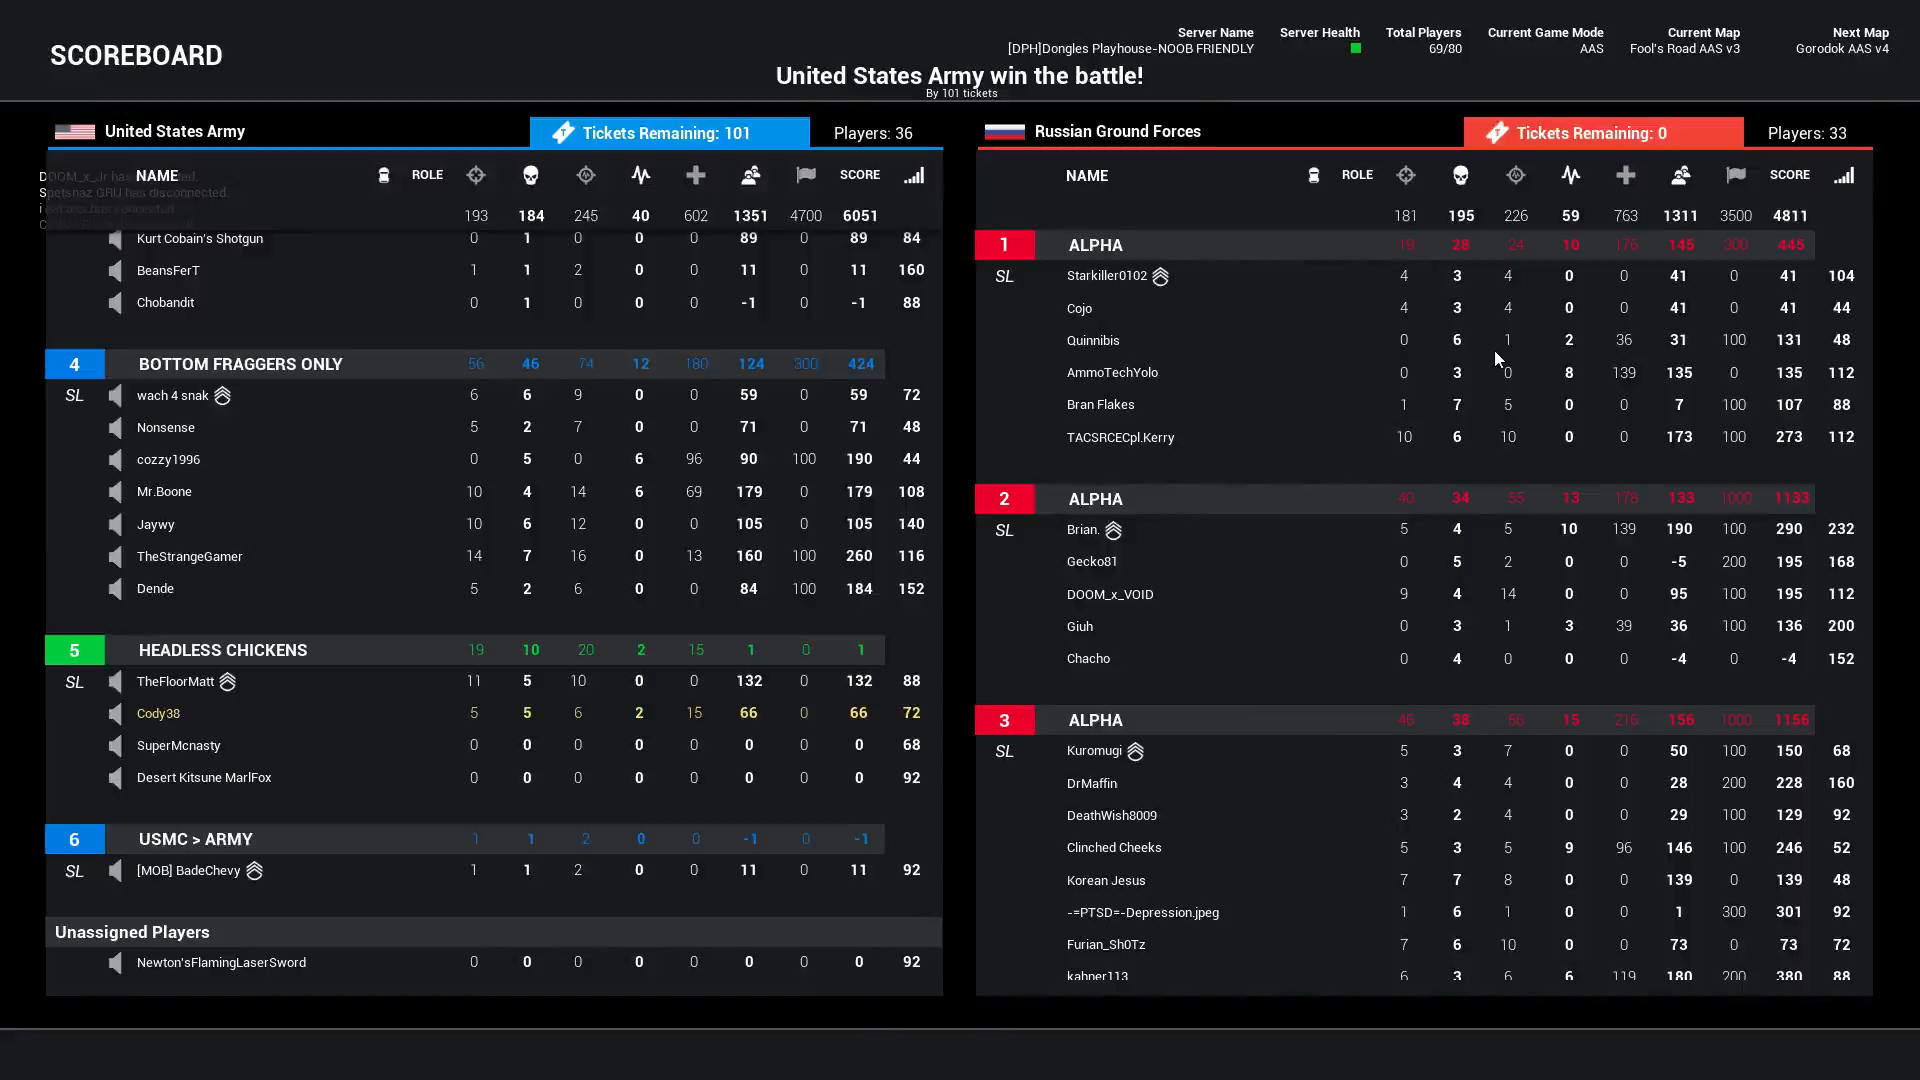 SCOREBOARD
Server Name
[DPH]Dongles Playhouse-NOOB FRIENDLY
Server Health
Total Players
69/80
Current Game Mode
AAS
Current Map
Fool's Road AAS v3
Next Map
Gorodok AAS v4
United States Army win the battle!
By 101 tickets
United States Army
Tickets Remaining: 101
Players: 36
NAME ROLE SCORE
193 184 245 40 602 1351 4700 6051
Kurt Cobain's Shotgun 0 1 0 0 0 89 0 89 84
BeansFerT 1 1 2 0 0 11 0 11 160
Chobandit 0 1 0 0 0 -1 0 -1 88
4 BOTTOM FRAGGERS ONLY 56 46 74 12 180 124 300 424
SL wach 4 snak 6 6 9 0 0 59 0 59 72
Nonsense 5 2 7 0 0 71 0 71 48
cozzy1996 0 5 0 6 96 90 100 190 44
Mr.Boone 10 4 14 6 69 179 0 179 108
Jaywy 10 6 12 0 0 105 0 105 140
TheStrangeGamer 14 7 16 0 13 160 100 260 116
Dende 5 2 6 0 0 84 100 184 152
5 HEADLESS CHICKENS 19 10 20 2 15 1 0 1
SL TheFloorMatt 11 5 10 0 0 132 0 132 88
Cody38 5 5 6 2 15 66 0 66 72
SuperMcnasty 0 0 0 0 0 0 0 0 68
Desert Kitsune MarlFox 0 0 0 0 0 0 0 0 92
6 USMC > ARMY 1 1 2 0 0 -1 0 -1
SL [MOB] BadeChevy 1 1 2 0 0 11 0 11 92
Unassigned Players
Newton'sFlamingLaserSword 0 0 0 0 0 0 0 0 92
Russian Ground Forces
Tickets Remaining: 0
Players: 33
NAME ROLE SCORE
181 195 226 59 763 1311 3500 4811
1 ALPHA 19 28 24 10 176 145 300 445
SL Starkiller0102 4 3 4 0 0 41 0 41 104
Cojo 4 3 4 0 0 41 0 41 44
Quinnibis 0 6 1 2 36 31 100 131 48
AmmoTechYolo 0 3 0 8 139 135 0 135 112
Bran Flakes 1 7 5 0 0 7 100 107 88
TACSRCECpl.Kerry 10 6 10 0 0 173 100 273 112
2 ALPHA 40 34 55 13 178 133 1000 1133
SL Brian. 5 4 5 10 139 190 100 290 232
Gecko81 0 5 2 0 0 -5 200 195 168
DOOM_x_VOID 9 4 14 0 0 95 100 195 112
Giuh 0 3 1 3 39 36 100 136 200
Chacho 0 4 0 0 0 -4 0 -4 152
3 ALPHA 46 38 56 15 216 156 1000 1156
SL Kuromugi 5 3 7 0 0 50 100 150 68
DrMaffin 3 4 4 0 0 28 200 228 160
DeathWish8009 3 2 4 0 0 29 100 129 92
Clinched Cheeks 5 3 5 9 96 146 100 246 52
Korean Jesus 7 7 8 0 0 139 0 139 48
-=PTSD=-Depression.jpeg 1 6 1 0 0 1 300 301 92
Furian_Sh0Tz 7 6 10 0 0 73 0 73 72
kahner113 6 3 6 6 119 180 200 380 88